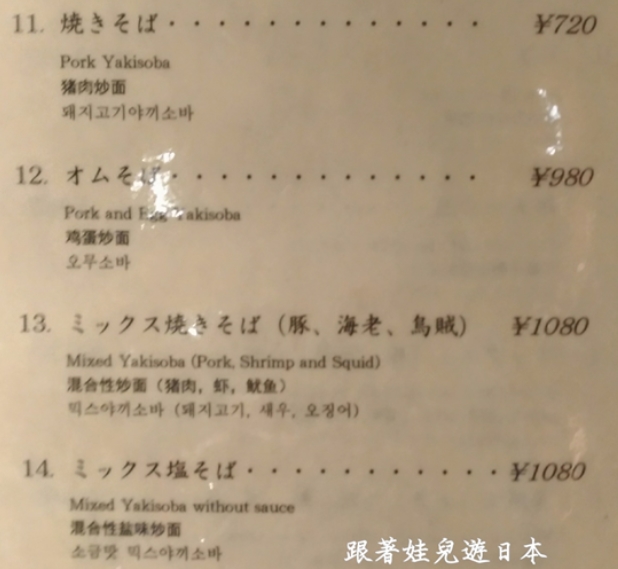 11. 焼きそば・・・・・・・・・・・・・ ¥720
Pork Yakisoba
猪肉炒面
돼지고기야끼소바
12. オムそば・・・・・・・・・・・・・ ¥980
Pork and Egg Yakisoba
鸡蛋炒面
오무소바
13. ミックス焼きそば（豚、海老、烏賊） ¥1080
Mixed Yakisoba (Pork, Shrimp and Squid)
混合性炒面（猪肉，虾，鱿鱼）
믹스야끼소바 (돼지고기, 새우, 오징어)
14. ミックス塩そば・・・・・・・・・・・ ¥1080
Mixed Yakisoba without sauce
混合性盐味炒面
소금맛 믹스야끼소바
跟著娃兒遊日本